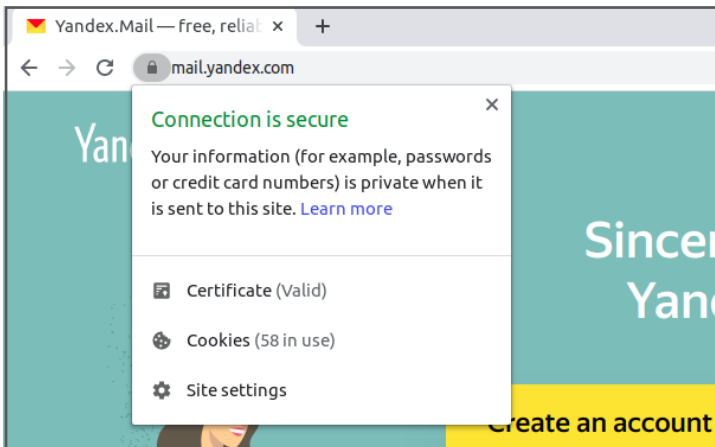 Yandex.Mail — free, reliab
mail.yandex.com
Connection is secure
Your information (for example, passwords
or credit card numbers) is private when it
is sent to this site. Learn more
Certificate (Valid)
Cookies (58 in use)
Site settings
Yan
Since
Yan
Create an account